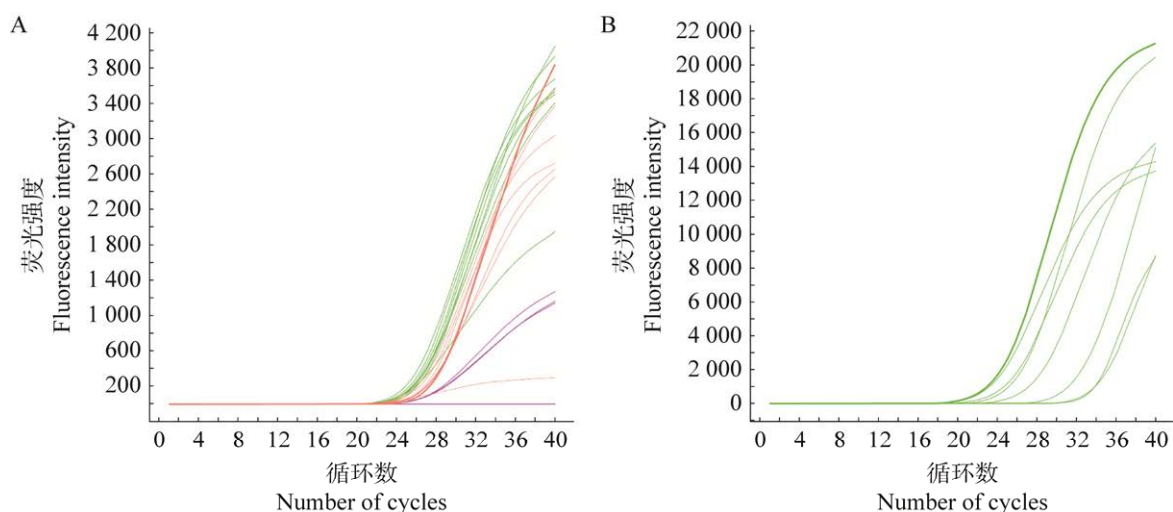 A
4 200
3 800
3 400
3 000
2 600
2 200
1 800
1 400
1 000
600
200
荧光强度
Fluorescence intensity
0 4 8 12 16 20 24 28 32 36 40
循环数
Number of cycles
B
22 000
20 000
18 000
16 000
14 000
12 000
10 000
8 000
6 000
4 000
2 000
0
荧光强度
Fluorescence intensity
0 4 8 12 16 20 24 28 32 36 40
循环数
Number of cycles